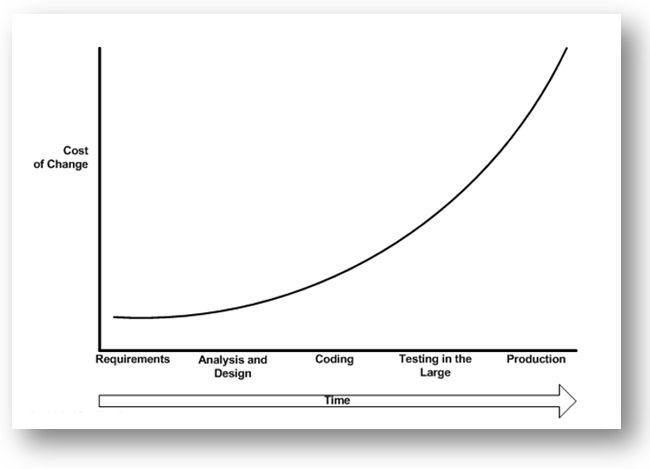 Cost
of Change
Requirements
Analysis and
Design
Coding
Testing in the
Large
Production
Time